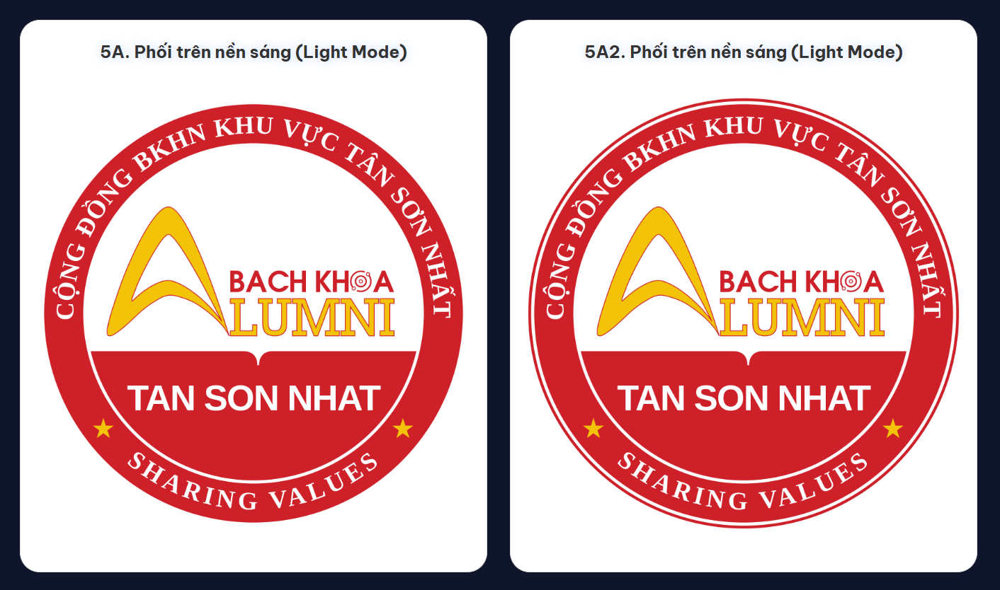 5A. Phối trên nền sáng (Light Mode)
CỘNG ĐỒNG BKHN KHU VỰC TÂN SƠN NHẤT
BACH KHOA
ALUMNI
TAN SON NHAT
★ ★
SHARING VALUES
5A2. Phối trên nền sáng (Light Mode)
CỘNG ĐỒNG BKHN KHU VỰC TÂN SƠN NHẤT
BACH KHOA
ALUMNI
TAN SON NHAT
★ ★
SHARING VALUES